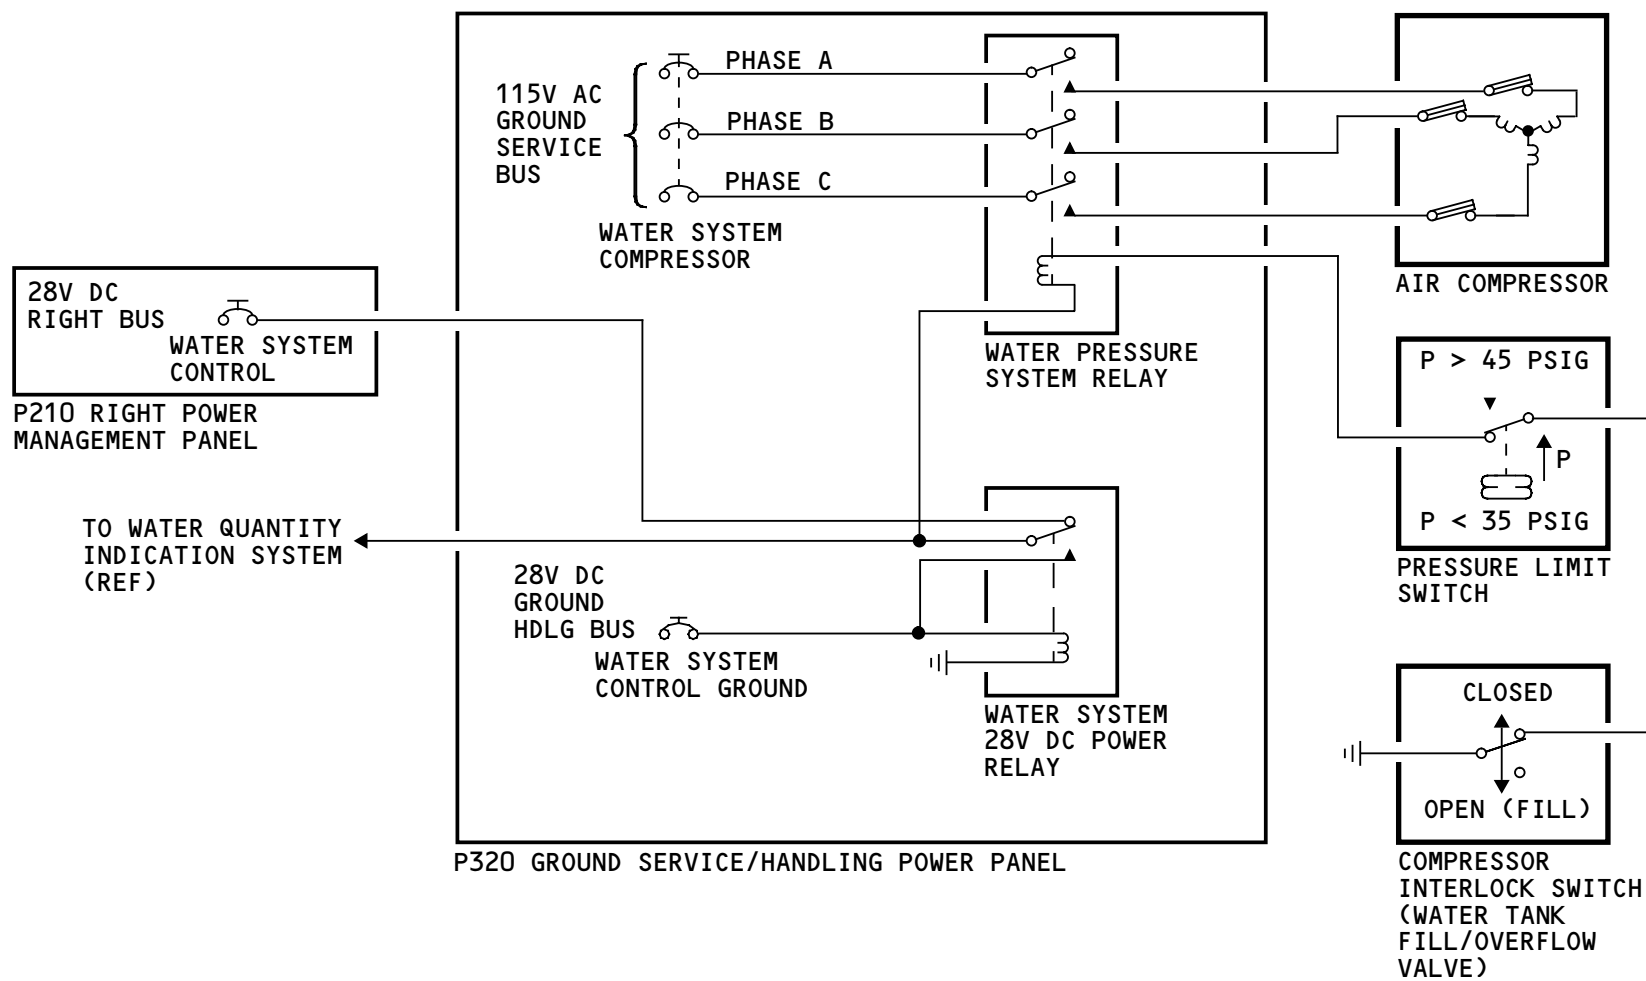 PHASE A
115V AC
GROUND
SERVICE
BUS
PHASE B
PHASE C
WATER SYSTEM
COMPRESSOR
AIR COMPRESSOR
28V DC
RIGHT BUS
WATER SYSTEM
CONTROL
P210 RIGHT POWER
MANAGEMENT PANEL
WATER PRESSURE
SYSTEM RELAY
P > 45 PSIG
P
P < 35 PSIG
PRESSURE LIMIT
SWITCH
TO WATER QUANTITY
INDICATION SYSTEM
(REF)
28V DC
GROUND
HDLG BUS
WATER SYSTEM
CONTROL GROUND
WATER SYSTEM
28V DC POWER
RELAY
CLOSED
OPEN (FILL)
COMPRESSOR
INTERLOCK SWITCH
(WATER TANK
FILL/OVERFLOW
VALVE)
P320 GROUND SERVICE/HANDLING POWER PANEL